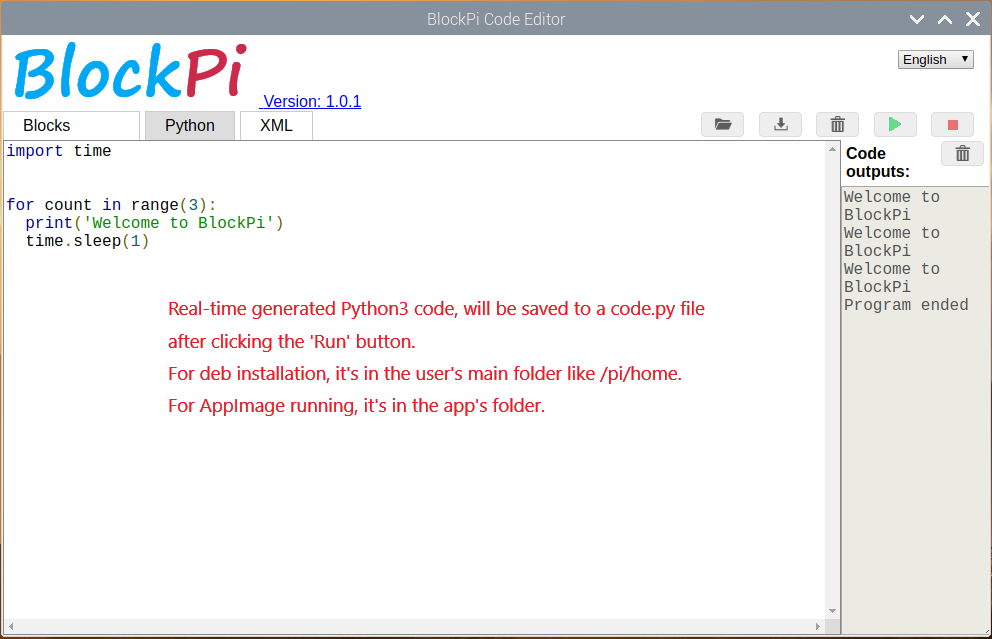 BlockPi Code Editor
BlockPi
Version: 1.0.1
English
Blocks
Python
XML
import time
for count in range(3):
  print('Welcome to BlockPi')
  time.sleep(1)
Real-time generated Python3 code, will be saved to a code.py file
after clicking the 'Run' button.
For deb installation, it's in the user's main folder like /pi/home.
For AppImage running, it's in the app's folder.
Code
outputs:
Welcome to
BlockPi
Welcome to
BlockPi
Welcome to
BlockPi
Program ended